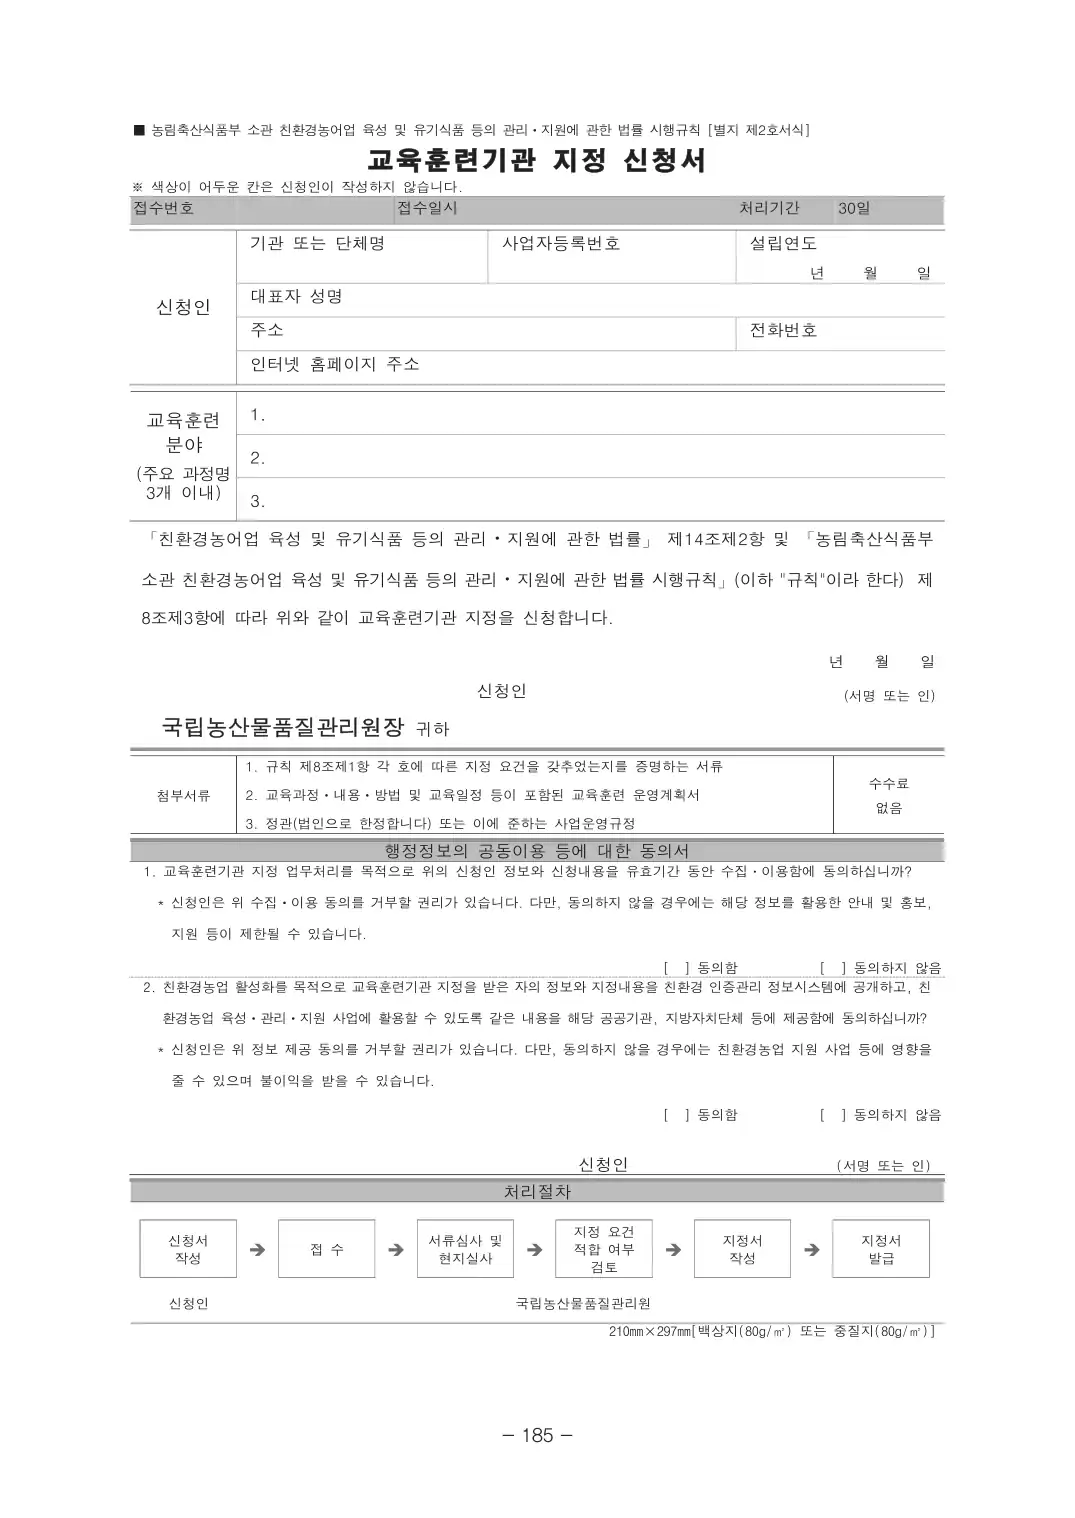 ■ 농림축산식품부 소관 친환경농어업 육성 및 유기식품 등의 관리・지원에 관한 법률 시행규칙 [별지 제2호서식]
교육훈련기관 지정 신청서
※ 색상이 어두운 칸은 신청인이 작성하지 않습니다.
접수번호 접수일시 처리기간 30일
기관 또는 단체명 사업자등록번호 설립연도
년 월 일
신청인
대표자 성명
주소 전화번호
인터넷 홈페이지 주소
교육훈련
분야
(주요 과정명
3개 이내)
1.
2.
3.
「친환경농어업 육성 및 유기식품 등의 관리・지원에 관한 법률」 제14조제2항 및 「농림축산식품부
소관 친환경농어업 육성 및 유기식품 등의 관리・지원에 관한 법률 시행규칙」(이하 "규칙"이라 한다) 제
8조제3항에 따라 위와 같이 교육훈련기관 지정을 신청합니다.
년 월 일
신청인 (서명 또는 인)
국립농산물품질관리원장 귀하
첨부서류
1. 규칙 제8조제1항 각 호에 따른 지정 요건을 갖추었는지를 증명하는 서류
2. 교육과정・내용・방법 및 교육일정 등이 포함된 교육훈련 운영계획서
3. 정관(법인으로 한정합니다) 또는 이에 준하는 사업운영규정
수수료
없음
행정정보의 공동이용 등에 대한 동의서
1. 교육훈련기관 지정 업무처리를 목적으로 위의 신청인 정보와 신청내용을 유효기간 동안 수집・이용함에 동의하십니까?
* 신청인은 위 수집・이용 동의를 거부할 권리가 있습니다. 다만, 동의하지 않을 경우에는 해당 정보를 활용한 안내 및 홍보,
지원 등이 제한될 수 있습니다.
[ ] 동의함 [ ] 동의하지 않음
2. 친환경농업 활성화를 목적으로 교육훈련기관 지정을 받은 자의 정보와 지정내용을 친환경 인증관리 정보시스템에 공개하고, 친
환경농업 육성・관리・지원 사업에 활용할 수 있도록 같은 내용을 해당 공공기관, 지방자치단체 등에 제공함에 동의하십니까?
* 신청인은 위 정보 제공 동의를 거부할 권리가 있습니다. 다만, 동의하지 않을 경우에는 친환경농업 지원 사업 등에 영향을
줄 수 있으며 불이익을 받을 수 있습니다.
[ ] 동의함 [ ] 동의하지 않음
신청인 (서명 또는 인)
처리절차
신청서
작성
➔
접 수
➔
서류심사 및
현지실사
➔
지정 요건
적합 여부
검토
➔
지정서
작성
➔
지정서
발급
신청인 국립농산물품질관리원
210㎜×297㎜[백상지(80g/㎡) 또는 중질지(80g/㎡)]
- 185 -